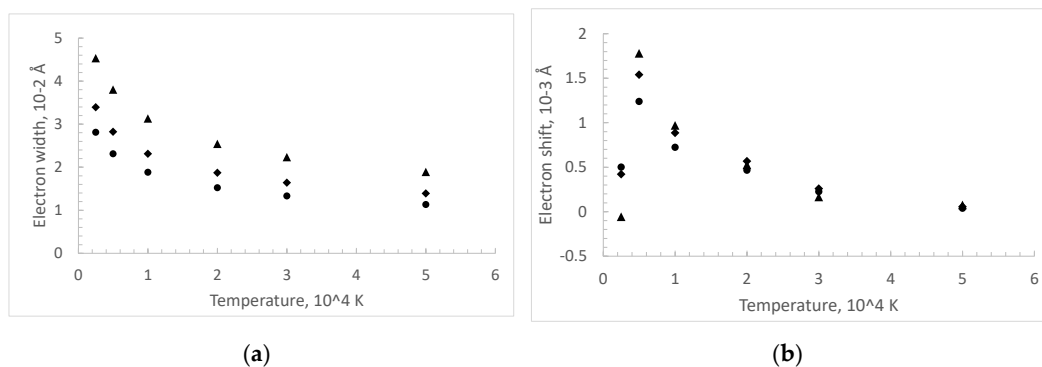 5
4
3
2
1
0
0 1 2 3 4 5 6
Electron width, 10-2 Å
Temperature, 10^4 K
(a)
2
1.5
1
0.5
0
-0.5
0 1 2 3 4 5 6
Electron shift, 10-3 Å
Temperature, 10^4 K
(b)